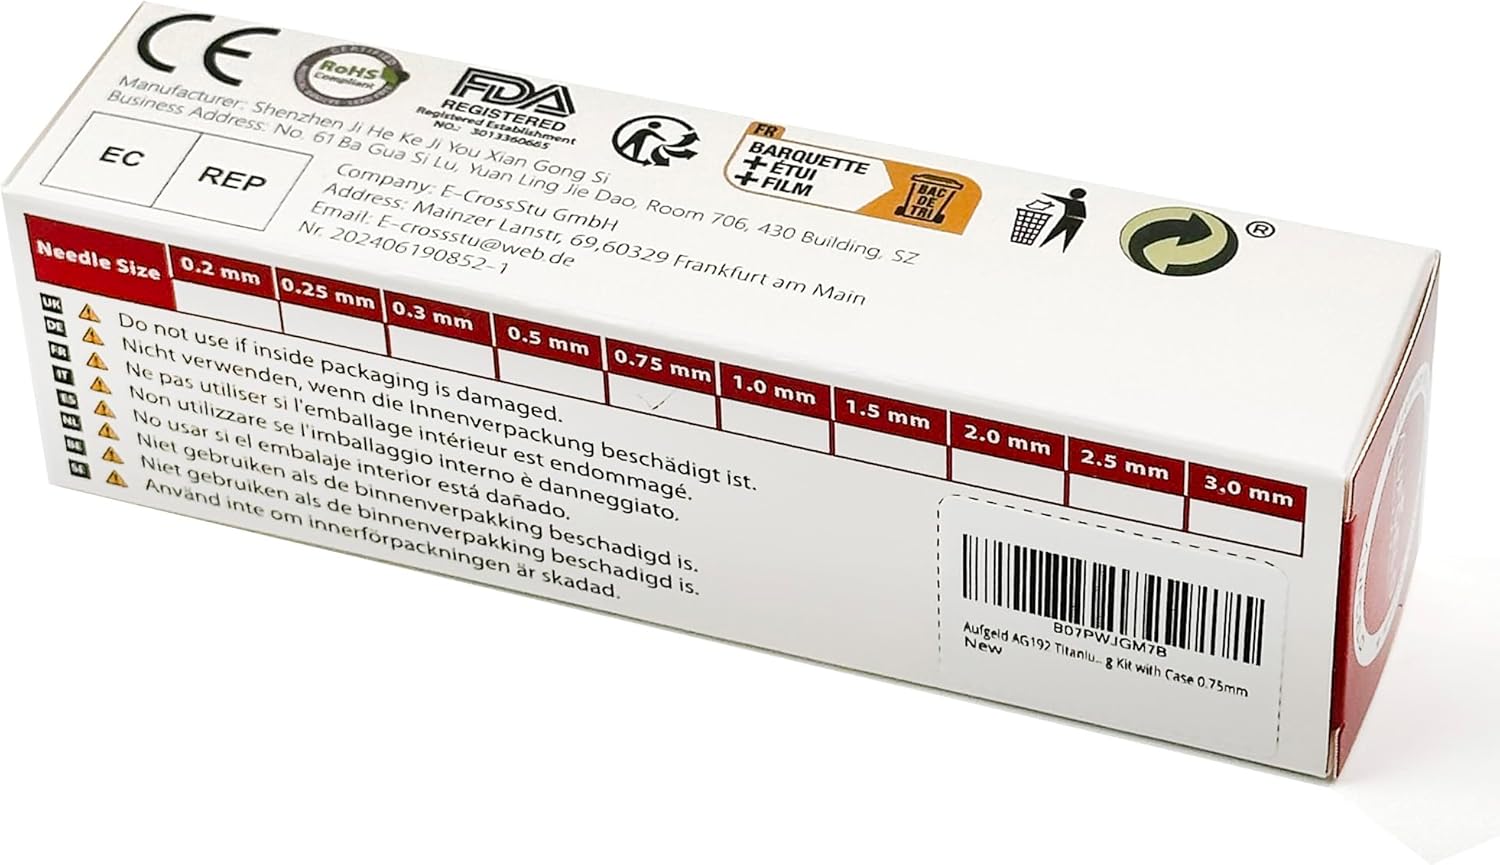 CE
CERTIFIED
RoHS
Compliant
FDA
REGISTERED
Registered Establishment
NO.: 3013360665
FR
BARQUETTE
+ ÉTUI
+ FILM
BAC
DE
TRI
®
Manufacturer: Shenzhen Ji He Ke Ji You Xian Gong Si
Business Address: No. 61 Ba Gua Si Lu, Yuan Ling Jie Dao, Room 706, 430 Building, SZ
EC REP
Company: E-CrossStu GmbH
Address: Mainzer Lanstr, 69,60329 Frankfurt am Main
Email: E-crossstu@web.de
Nr. 202406190852-1
Needle Size 0.2 mm 0.25 mm 0.3 mm 0.5 mm 0.75 mm 1.0 mm 1.5 mm 2.0 mm 2.5 mm 3.0 mm
UK Do not use if inside packaging is damaged.
DE Nicht verwenden, wenn die Innenverpackung beschädigt ist.
FR Ne pas utiliser si l'emballage intérieur est endommagé.
IT Non utilizzare se l'imballaggio interno è danneggiato.
ES No usar si el embalaje interior está dañado.
NL Niet gebruiken als de binnenverpakking beschadigd is.
BE Niet gebruiken als de binnenverpakking beschadigd is.
SE Använd inte om innerförpackningen är skadad.
B07PWJGM7B
Aufgeld AG192 Titaniu... g Kit with Case 0.75mm
New